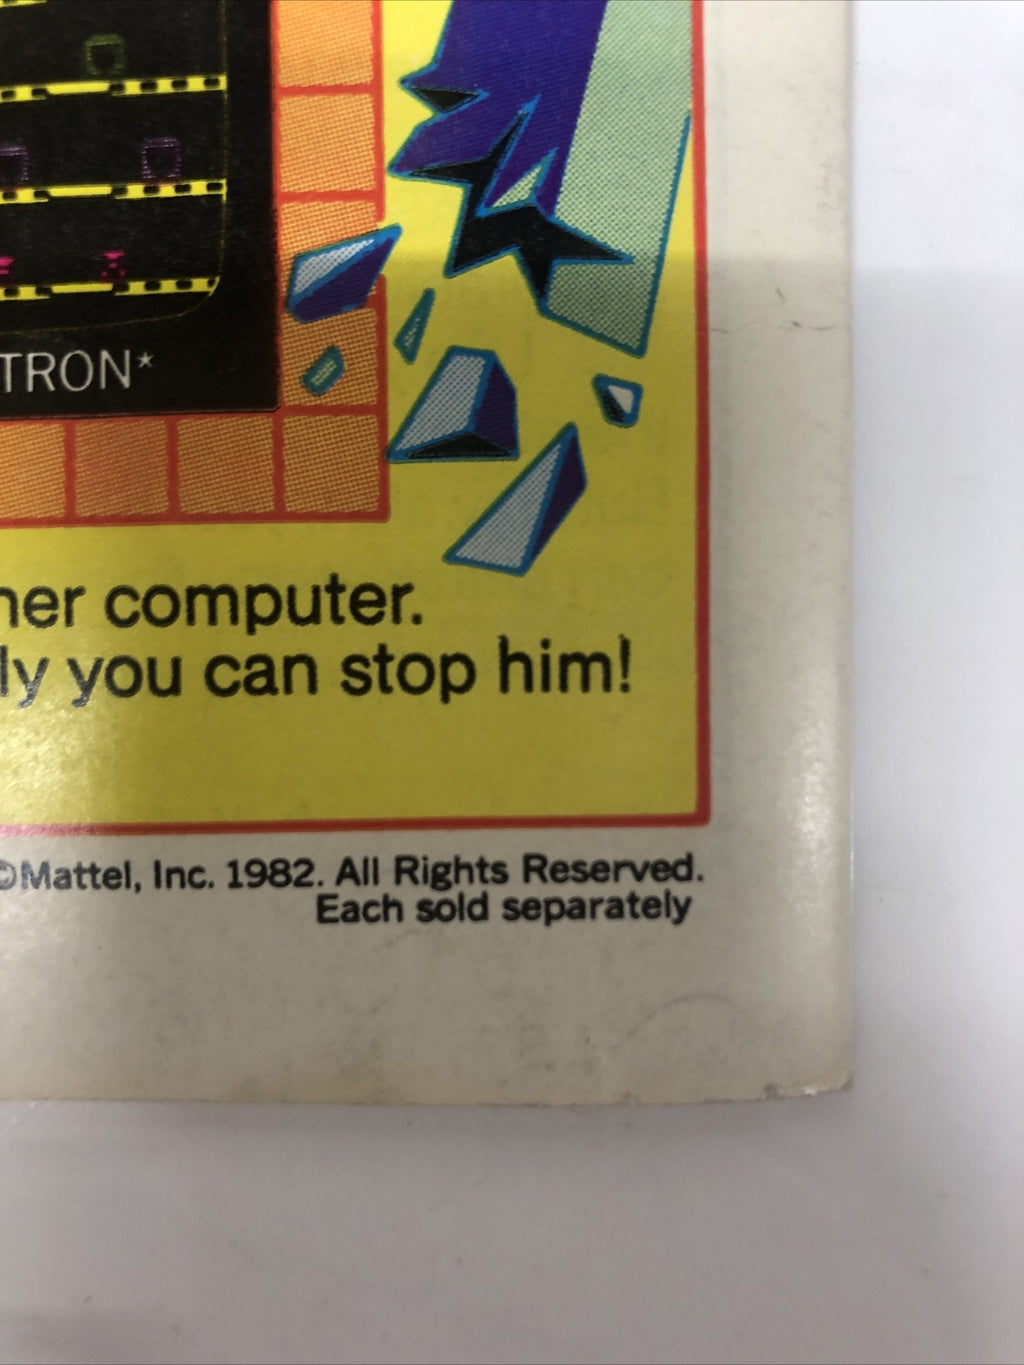 TRON*
her computer.
ly you can stop him!
©Mattel, Inc. 1982. All Rights Reserved.
Each sold separately